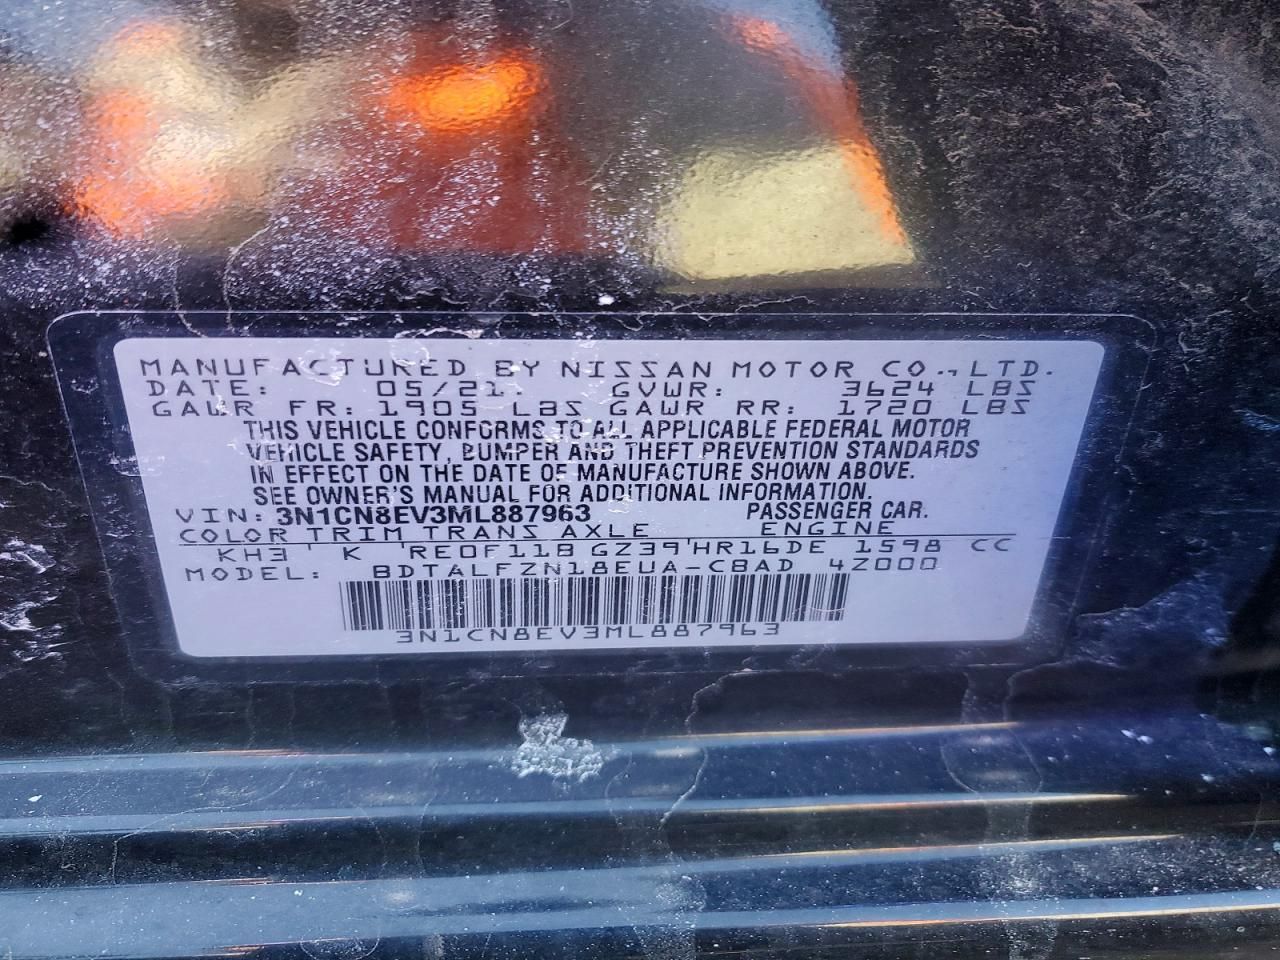 MANUFACTURED BY NISSAN MOTOR CO., LTD.
DATE: 05/21. GVWR: 3624 LBS
GAWR FR: 1905 LBS GAWR RR: 1720 LBS
THIS VEHICLE CONFORMS TO ALL APPLICABLE FEDERAL MOTOR
VEHICLE SAFETY, BUMPER AND THEFT PREVENTION STANDARDS
IN EFFECT ON THE DATE OF MANUFACTURE SHOWN ABOVE.
SEE OWNER'S MANUAL FOR ADDITIONAL INFORMATION.
VIN: 3N1CN8EV3ML887963 PASSENGER CAR.
COLOR TRIM TRANS AXLE ENGINE
KH3 K RE0F11B GZ39 HR16DE 1598 CC
MODEL: BDTALFZN18EUA-CBAD 4Z000
3N1CN8EV3ML887963